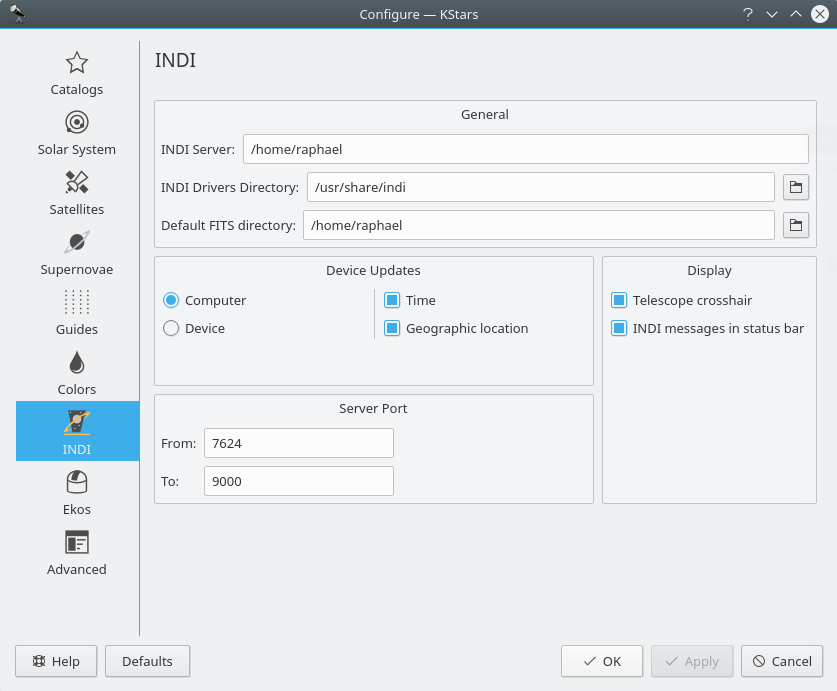 Configure — KStars
Catalogs
Solar System
Satellites
Supernovae
Guides
Colors
INDI
Ekos
Advanced
INDI
General
INDI Server: /home/raphael
INDI Drivers Directory: /usr/share/indi
Default FITS directory: /home/raphael
Device Updates
Computer
Device
Time
Geographic location
Display
Telescope crosshair
INDI messages in status bar
Server Port
From: 7624
To: 9000
Help Defaults OK Apply Cancel